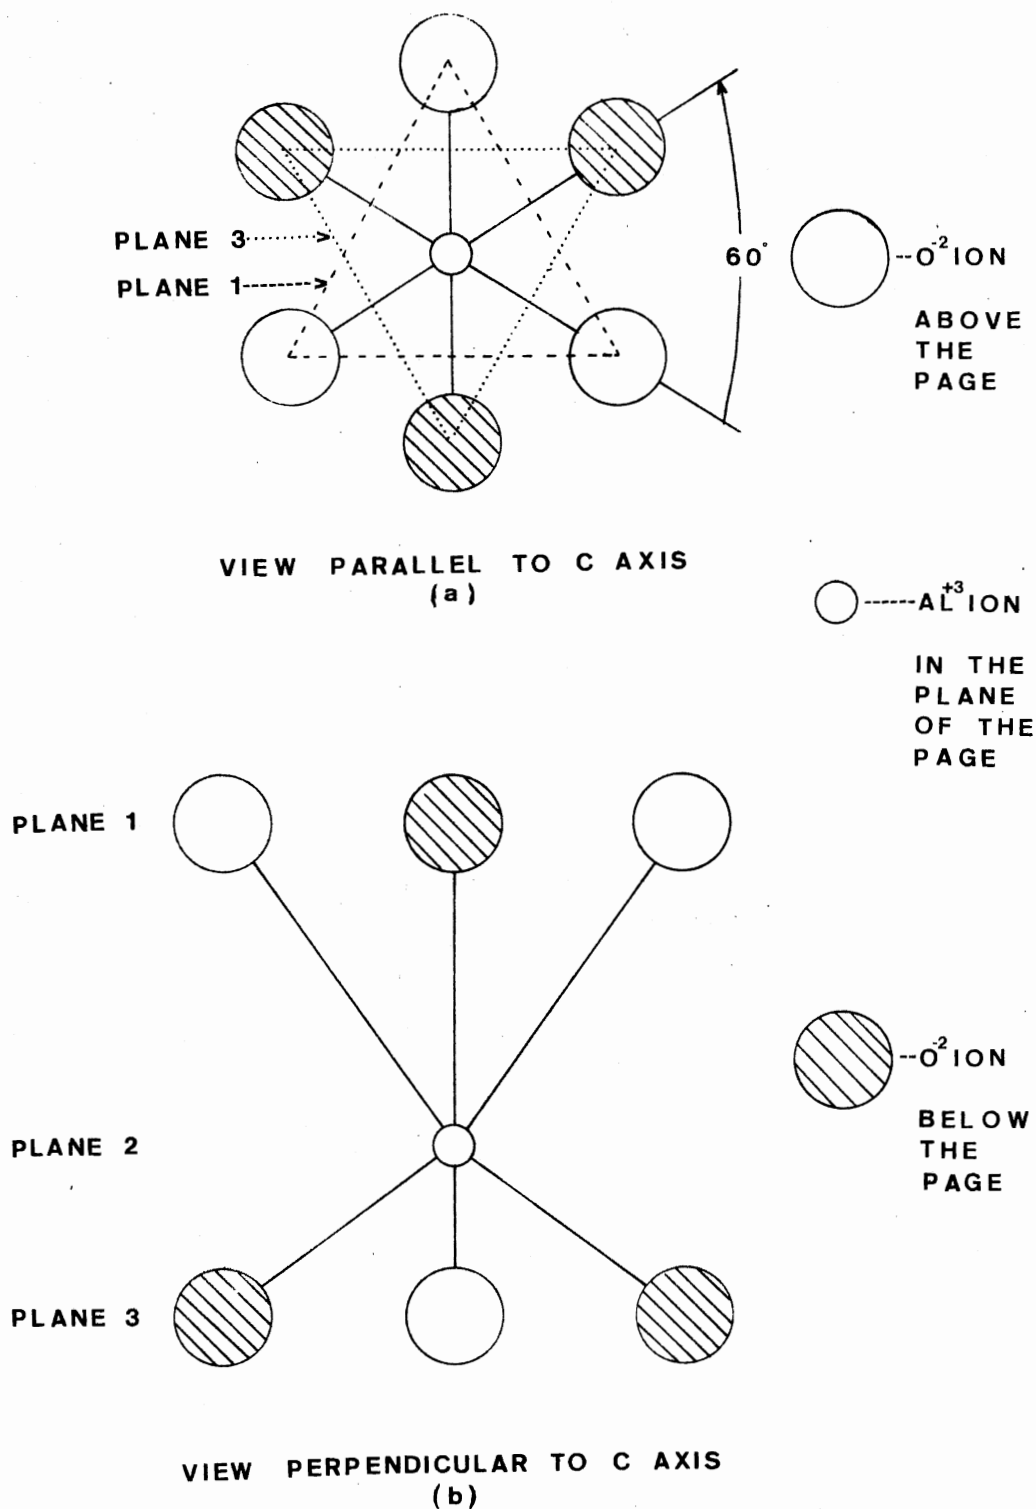 PLANE 3
PLANE 1
60°
O⁻² ION
ABOVE
THE
PAGE
VIEW PARALLEL TO C AXIS
(a)
AL⁺³ ION
IN THE
PLANE
OF THE
PAGE
PLANE 1
PLANE 2
PLANE 3
O⁻² ION
BELOW
THE
PAGE
VIEW PERPENDICULAR TO C AXIS
(b)